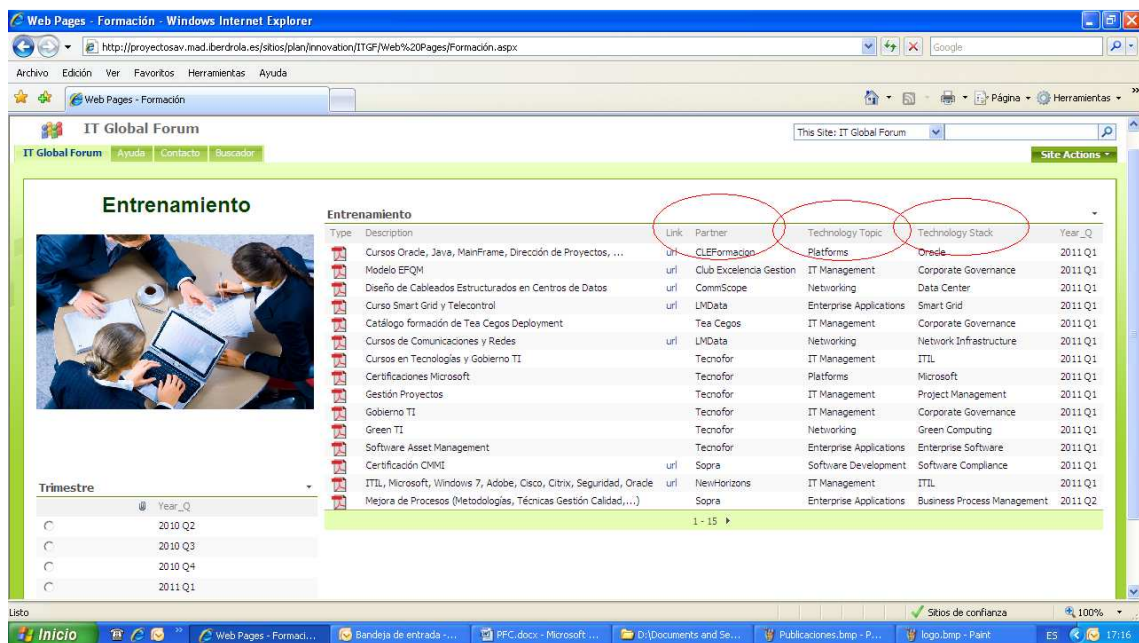 Web Pages - Formación - Windows Internet Explorer
http://proyectosav.mad.iberdrola.es/sitios/plan/innovation/ITGF/Web%20Pages/Formación.aspx
Google
Archivo Edición Ver Favoritos Herramientas Ayuda
Web Pages - Formación
Página Herramientas
IT Global Forum
This Site: IT Global Forum
IT Global Forum Ayuda Contacto Buscador
Site Actions
Entrenamiento
Entrenamiento
Type Description Link Partner Technology Topic Technology Stack Year_Q
Cursos Oracle, Java, MainFrame, Dirección de Proyectos, ... url CLEFormacion Platforms Oracle 2011 Q1
Modelo EFQM url Club Excelencia Gestion IT Management Corporate Governance 2011 Q1
Diseño de Cableados Estructurados en Centros de Datos url CommScope Networking Data Center 2011 Q1
Curso Smart Grid y Telecontrol url LMData Enterprise Applications Smart Grid 2011 Q1
Catálogo formación de Tea Cegos Deployment Tea Cegos IT Management Corporate Governance 2011 Q1
Cursos de Comunicaciones y Redes url LMData Networking Network Infrastructure 2011 Q1
Cursos en Tecnologías y Gobierno TI Tecnofor IT Management ITIL 2011 Q1
Certificaciones Microsoft Tecnofor Platforms Microsoft 2011 Q1
Gestión Proyectos Tecnofor IT Management Project Management 2011 Q1
Gobierno TI Tecnofor IT Management Corporate Governance 2011 Q1
Green TI Tecnofor Networking Green Computing 2011 Q1
Software Asset Management Tecnofor Enterprise Applications Enterprise Software 2011 Q1
Certificación CMMI url Sopra Software Development Software Compliance 2011 Q1
ITIL, Microsoft, Windows 7, Adobe, Cisco, Citrix, Seguridad, Oracle url NewHorizons IT Management ITIL 2011 Q1
Mejora de Procesos (Metodologías, Técnicas Gestión Calidad,...) Sopra Enterprise Applications Business Process Management 2011 Q2
1 - 15
Trimestre
Year_Q
2010 Q2
2010 Q3
2010 Q4
2011 Q1
Listo
Sitios de confianza
100%
Inicio
Web Pages - Formaci...
Bandeja de entrada -...
PFC.docx - Microsoft ...
D:\Documents and Se...
Publicaciones.bmp - P...
logo.bmp - Paint
ES
17:16